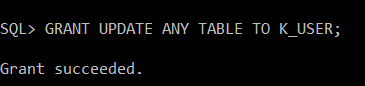 SQL> GRANT UPDATE ANY TABLE TO K_USER;
Grant succeeded.